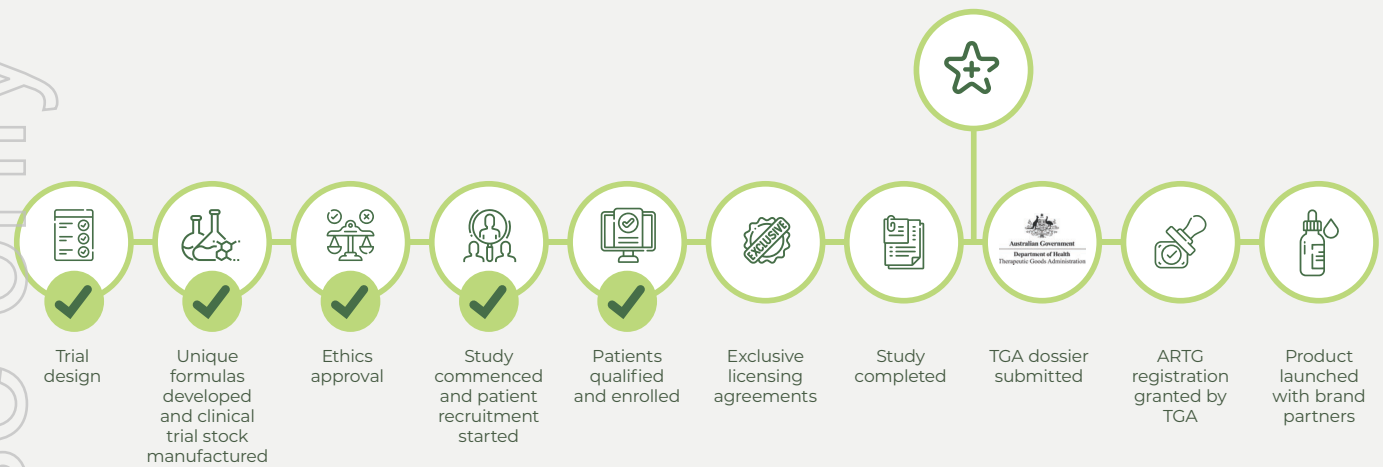 EXCLUSIVE
Australian Government
Department of Health
Therapeutic Goods Administration
Trial
design
Unique
formulas
developed
and clinical
trial stock
manufactured
Ethics
approval
Study
commenced
and patient
recruitment
started
Patients
qualified
and enrolled
Exclusive
licensing
agreements
Study
completed
TGA dossier
submitted
ARTG
registration
granted by
TGA
Product
launched
with brand
partners